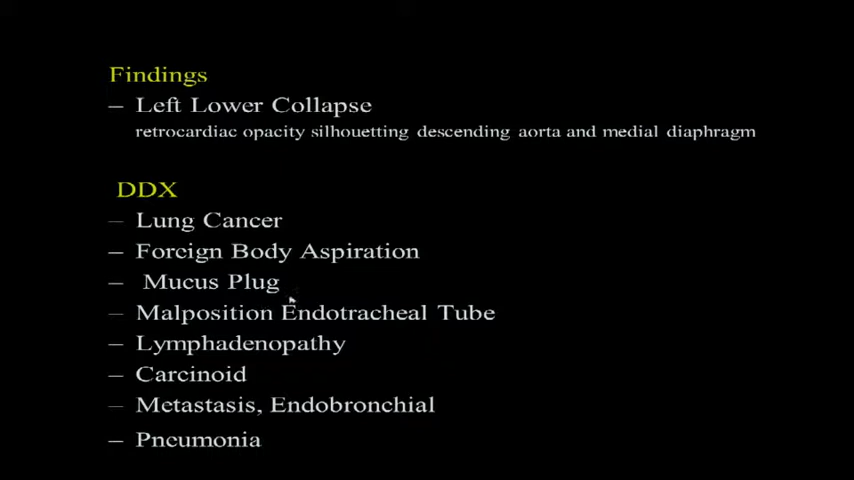 Findings
– Left Lower Collapse
retrocardiac opacity silhouetting descending aorta and medial diaphragm
DDX
– Lung Cancer
– Foreign Body Aspiration
– Mucus Plug
– Malposition Endotracheal Tube
– Lymphadenopathy
– Carcinoid
– Metastasis, Endobronchial
– Pneumonia